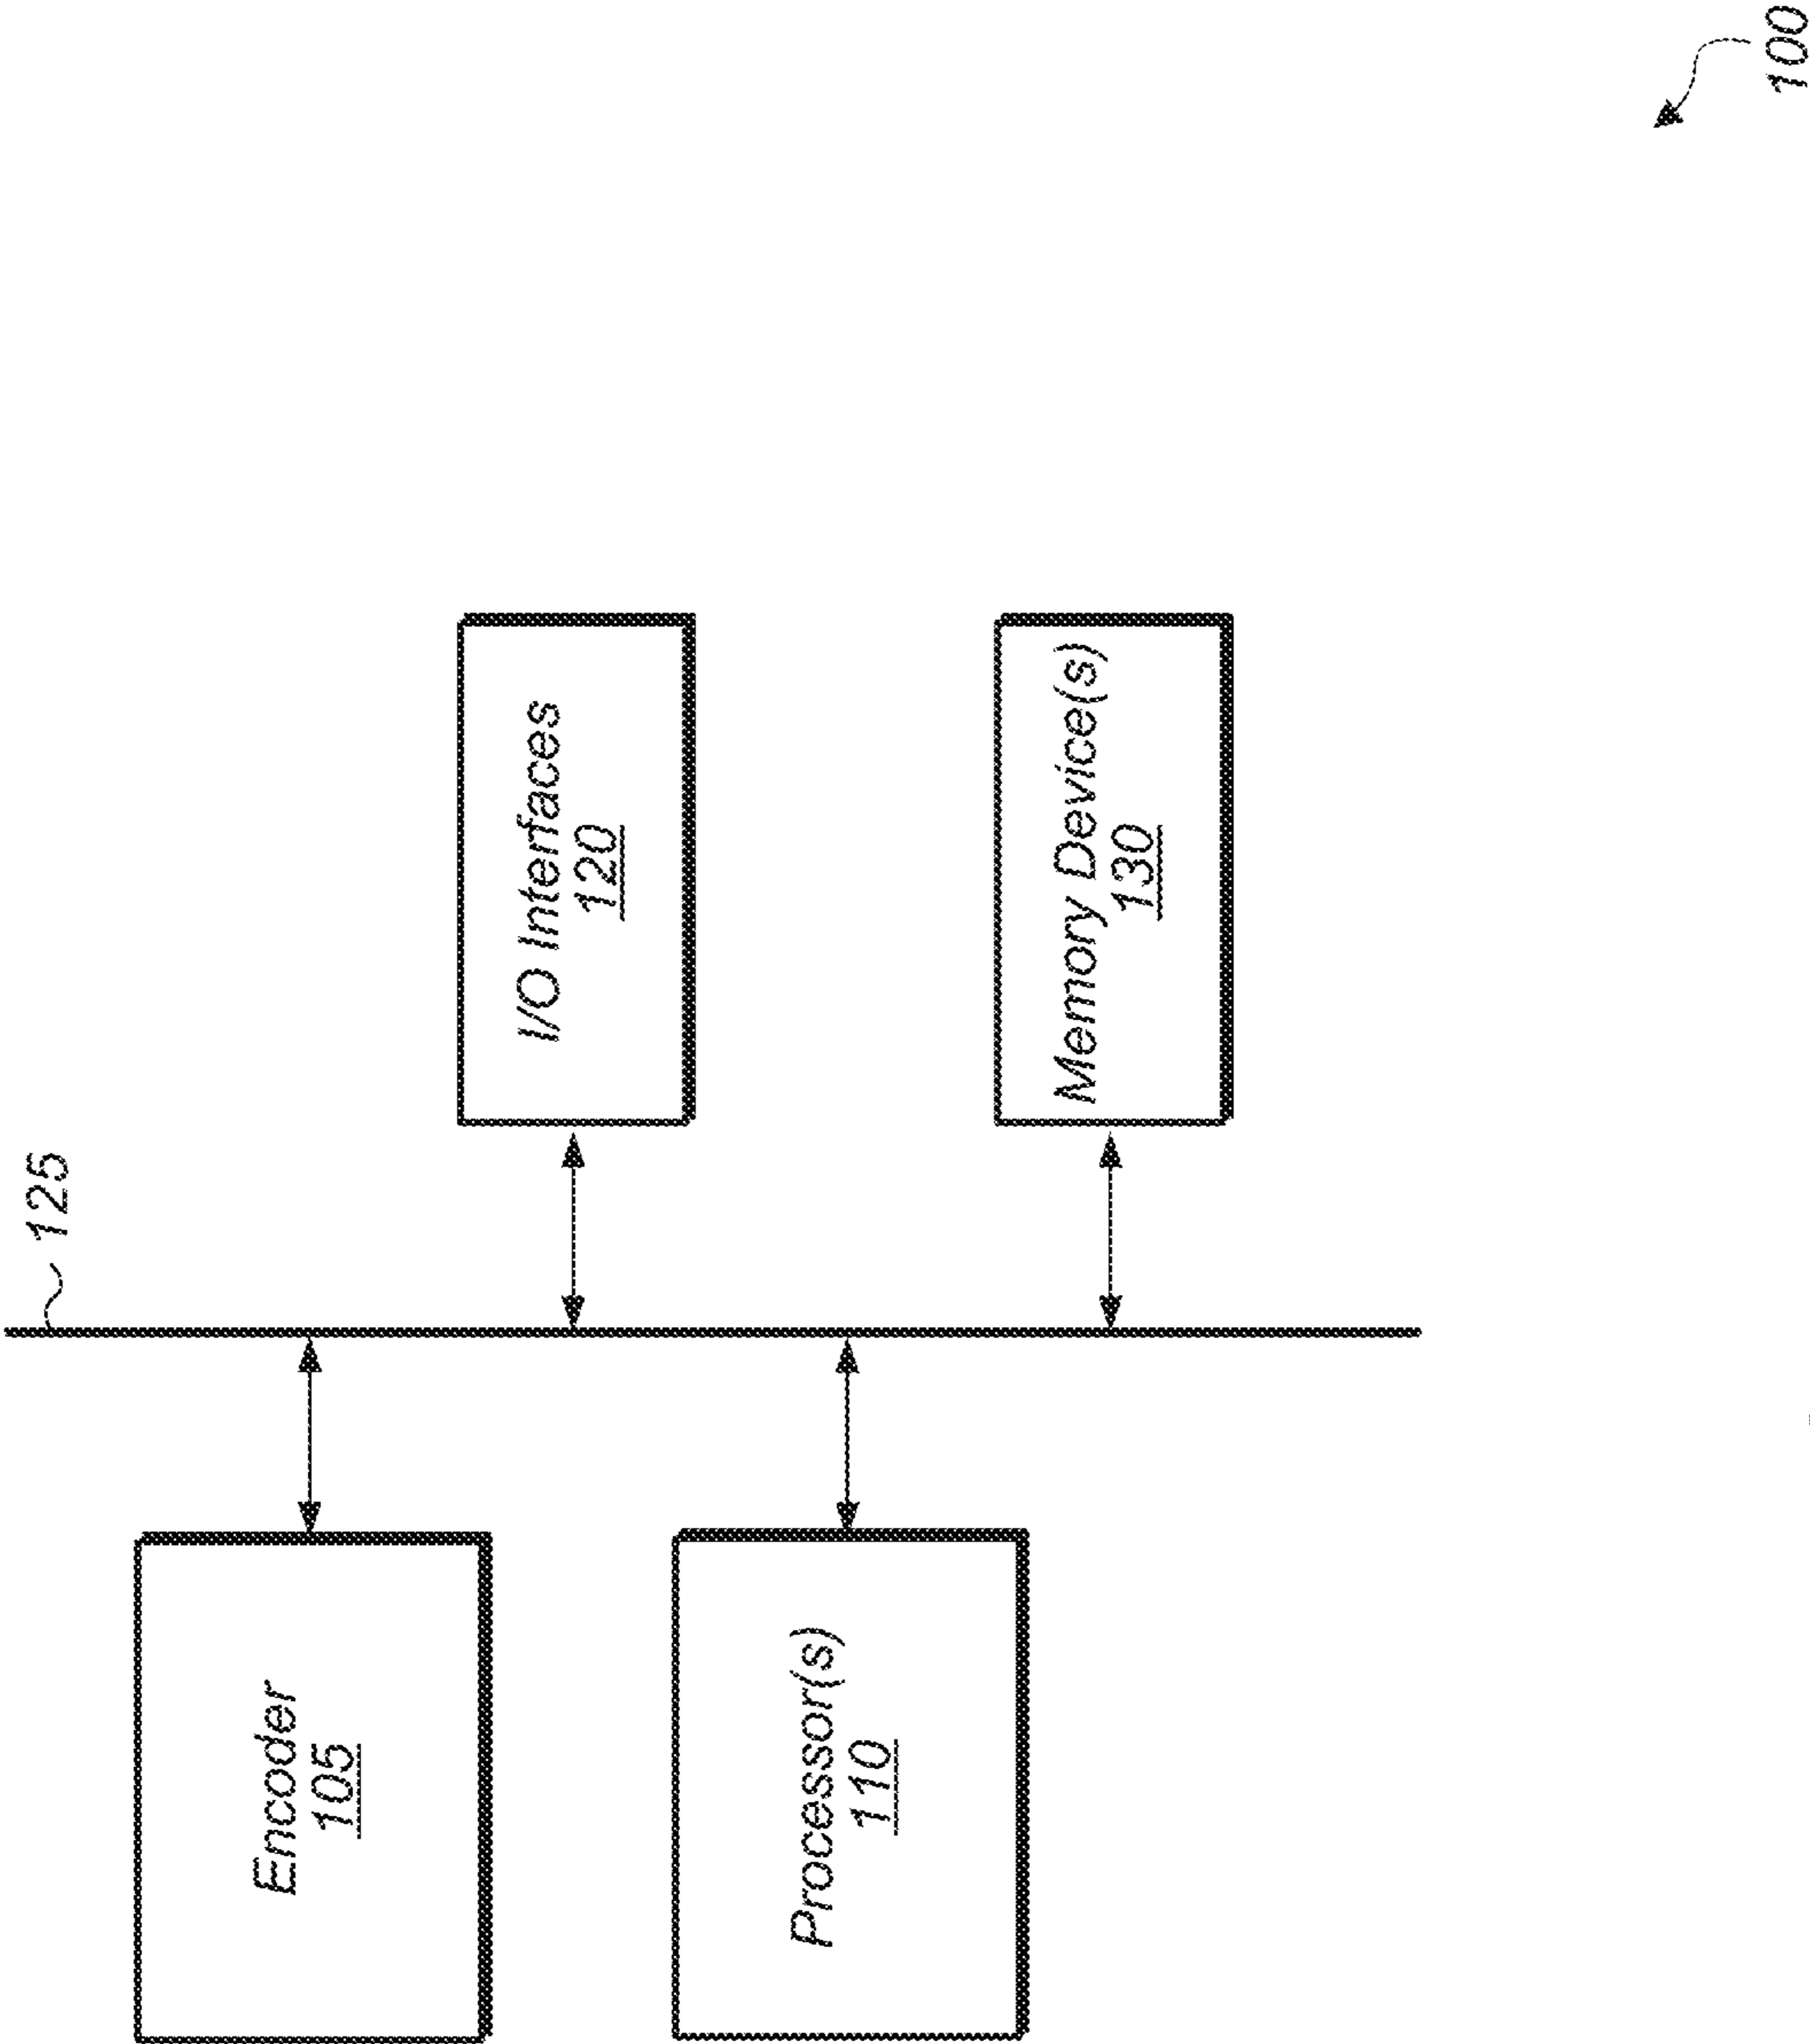 125
Encoder
105
I/O Interfaces
120
Processor(s)
110
Memory Device(s)
130
100